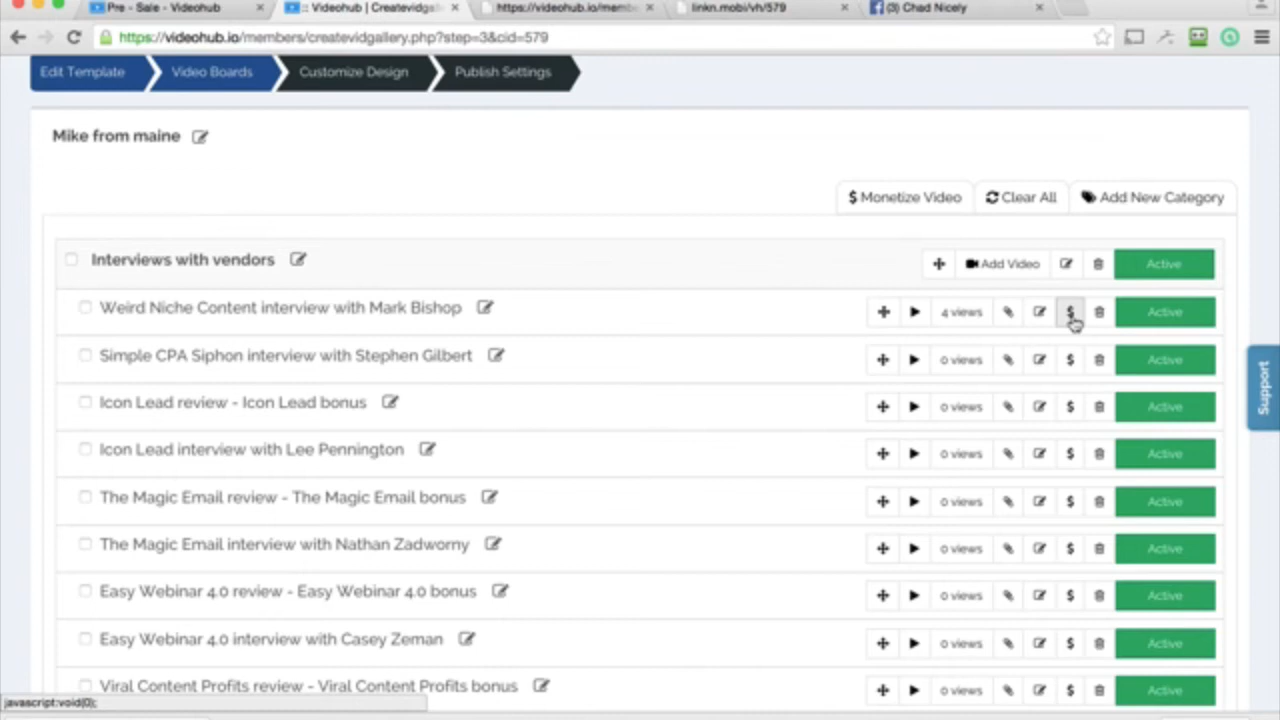 Pre - Sale - Videohub
:: Videohub | Createvidgal
https://videohub.io/memb
linkn.mobi/vh/579
(3) Chad Nicely
https://videohub.io/members/createvidgallery.php?step=3&cid=579
Edit Template Video Boards Customize Design Publish Settings
Mike from maine
$ Monetize Video Clear All Add New Category
Interviews with vendors Add Video Active
Weird Niche Content interview with Mark Bishop 4 views $ Active
Simple CPA Siphon interview with Stephen Gilbert 0 views $ Active
Icon Lead review - Icon Lead bonus 0 views $ Active
Icon Lead interview with Lee Pennington 0 views $ Active
The Magic Email review - The Magic Email bonus 0 views $ Active
The Magic Email interview with Nathan Zadworny 0 views $ Active
Easy Webinar 4.0 review - Easy Webinar 4.0 bonus 0 views $ Active
Easy Webinar 4.0 interview with Casey Zeman 0 views $ Active
Viral Content Profits review - Viral Content Profits bonus 0 views $ Active
Support
javascript:void(0);